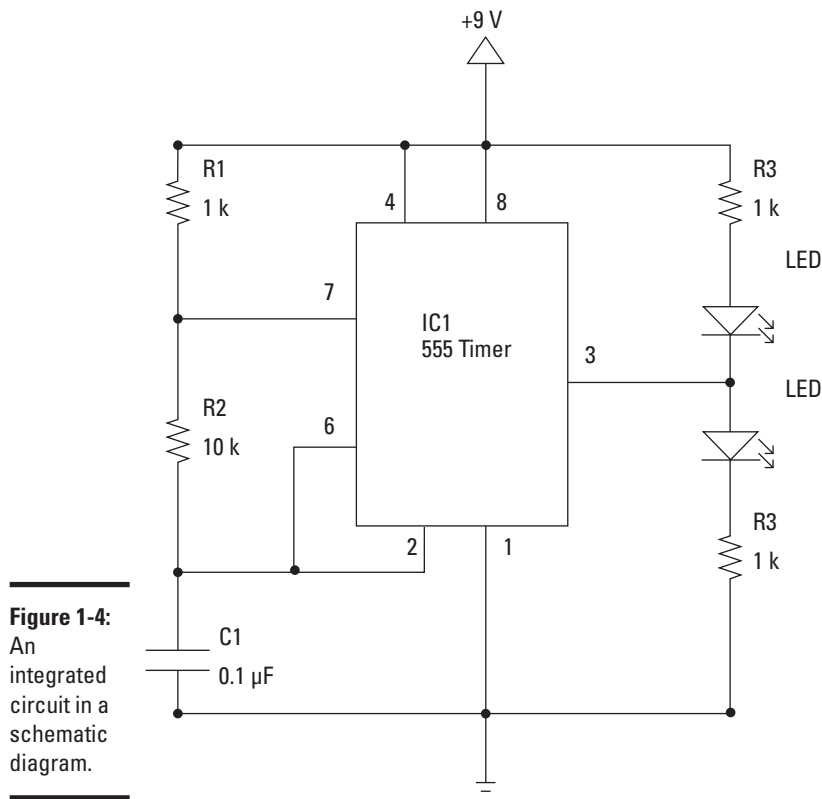 +9 V
R1
1 k
R3
1 k
4
8
LED
7
IC1
555 Timer
3
LED
R2
10 k
6
2
1
R3
1 k
C1
0.1 µF
Figure 1-4:
An
integrated
circuit in a
schematic
diagram.